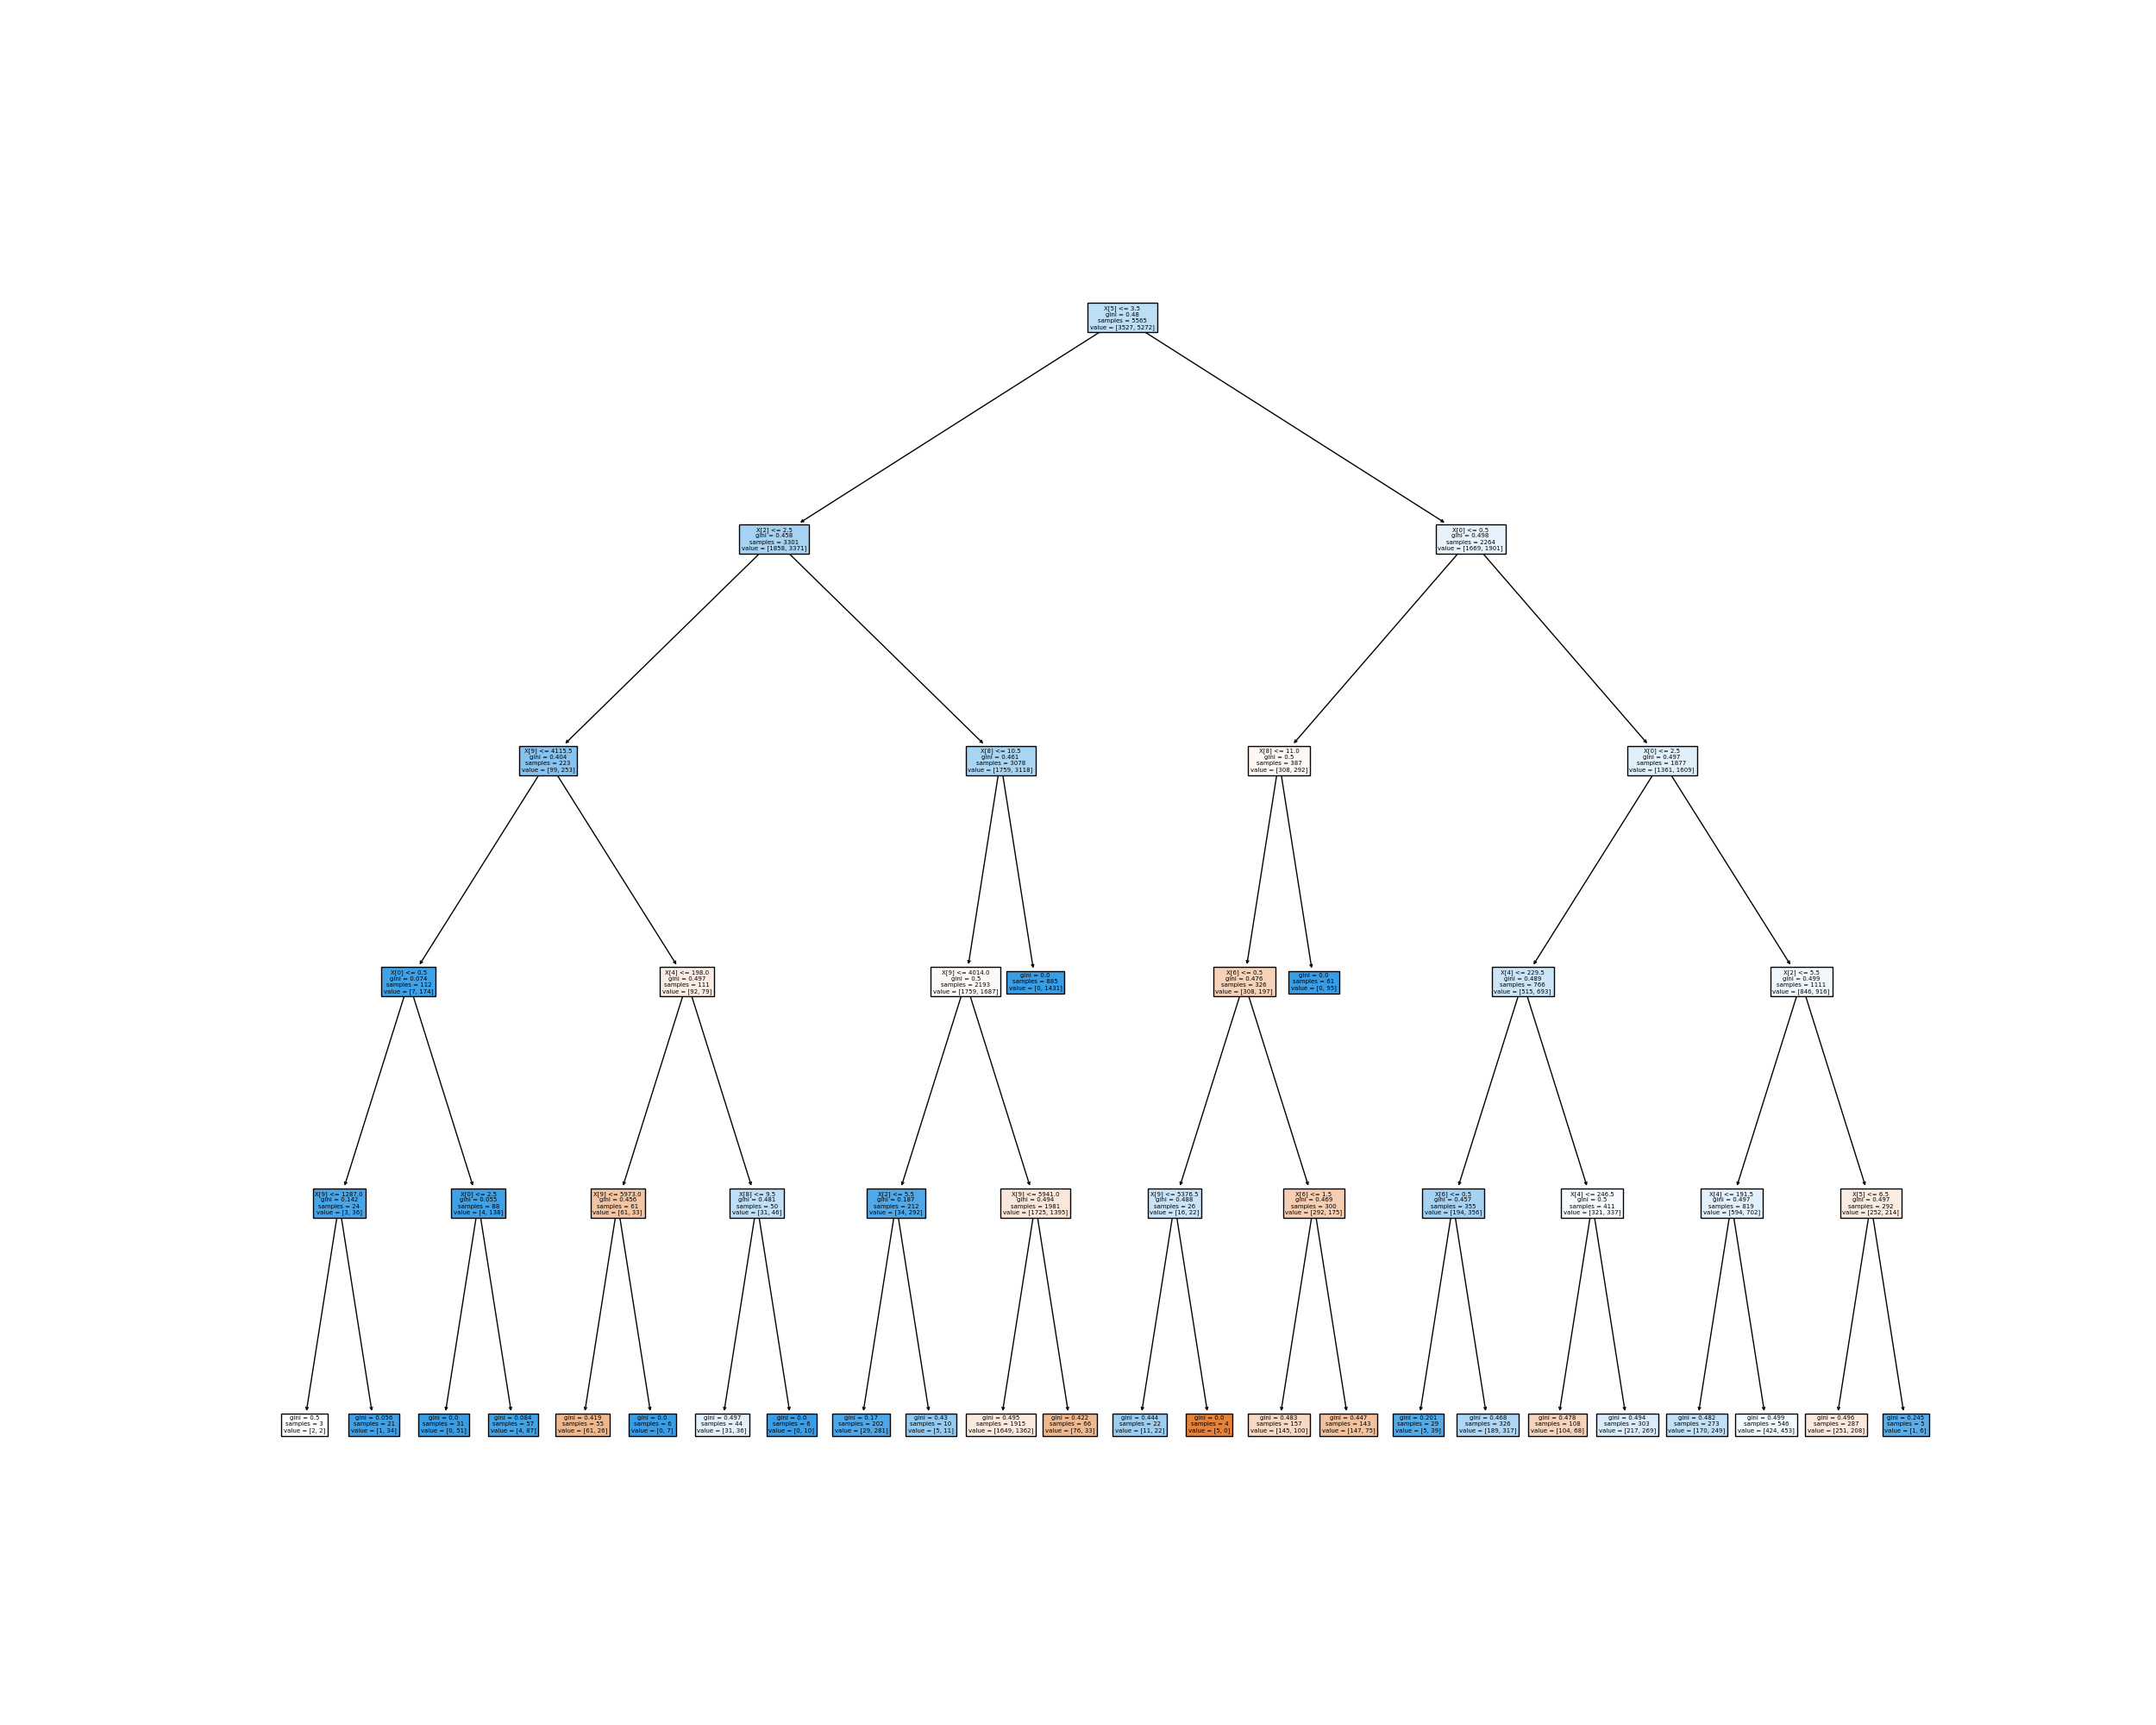 X[5] <= 3.5
gini = 0.48
samples = 5565
value = [3527, 5272]
X[2] <= 2.5
gini = 0.458
samples = 3301
value = [1858, 3371]
X[0] <= 0.5
gini = 0.498
samples = 2264
value = [1669, 1901]
X[9] <= 4115.5
gini = 0.404
samples = 223
value = [99, 253]
X[8] <= 10.5
gini = 0.461
samples = 3078
value = [1759, 3118]
X[8] <= 11.0
gini = 0.5
samples = 387
value = [308, 292]
X[0] <= 2.5
gini = 0.497
samples = 1877
value = [1361, 1609]
X[0] <= 0.5
gini = 0.074
samples = 112
value = [7, 174]
X[4] <= 198.0
gini = 0.497
samples = 111
value = [92, 79]
X[9] <= 4014.0
gini = 0.5
samples = 2193
value = [1759, 1687]
gini = 0.0
samples = 885
value = [0, 1431]
X[6] <= 0.5
gini = 0.476
samples = 326
value = [308, 197]
gini = 0.0
samples = 61
value = [0, 95]
X[4] <= 229.5
gini = 0.489
samples = 766
value = [515, 693]
X[2] <= 5.5
gini = 0.499
samples = 1111
value = [846, 916]
X[9] <= 1287.0
gini = 0.142
samples = 24
value = [3, 36]
X[0] <= 2.5
gini = 0.055
samples = 88
value = [4, 138]
X[9] <= 5973.0
gini = 0.456
samples = 61
value = [61, 33]
X[8] <= 9.5
gini = 0.481
samples = 50
value = [31, 46]
X[2] <= 5.5
gini = 0.187
samples = 212
value = [34, 292]
X[9] <= 5941.0
gini = 0.494
samples = 1981
value = [1725, 1395]
X[9] <= 5376.5
gini = 0.488
samples = 26
value = [16, 22]
X[6] <= 1.5
gini = 0.469
samples = 300
value = [292, 175]
X[6] <= 0.5
gini = 0.457
samples = 355
value = [194, 356]
X[4] <= 246.5
gini = 0.5
samples = 411
value = [321, 337]
X[4] <= 191.5
gini = 0.497
samples = 819
value = [594, 702]
X[5] <= 6.5
gini = 0.497
samples = 292
value = [252, 214]
gini = 0.5
samples = 3
value = [2, 2]
gini = 0.056
samples = 21
value = [1, 34]
gini = 0.0
samples = 31
value = [0, 51]
gini = 0.084
samples = 57
value = [4, 87]
gini = 0.419
samples = 55
value = [61, 26]
gini = 0.0
samples = 6
value = [0, 7]
gini = 0.497
samples = 44
value = [31, 36]
gini = 0.0
samples = 6
value = [0, 10]
gini = 0.17
samples = 202
value = [29, 281]
gini = 0.43
samples = 10
value = [5, 11]
gini = 0.495
samples = 1915
value = [1649, 1362]
gini = 0.422
samples = 66
value = [76, 33]
gini = 0.444
samples = 22
value = [11, 22]
gini = 0.0
samples = 4
value = [5, 0]
gini = 0.483
samples = 157
value = [145, 100]
gini = 0.447
samples = 143
value = [147, 75]
gini = 0.201
samples = 29
value = [5, 39]
gini = 0.468
samples = 326
value = [189, 317]
gini = 0.478
samples = 108
value = [104, 68]
gini = 0.494
samples = 303
value = [217, 269]
gini = 0.482
samples = 273
value = [170, 249]
gini = 0.499
samples = 546
value = [424, 453]
gini = 0.496
samples = 287
value = [251, 208]
gini = 0.245
samples = 5
value = [1, 6]